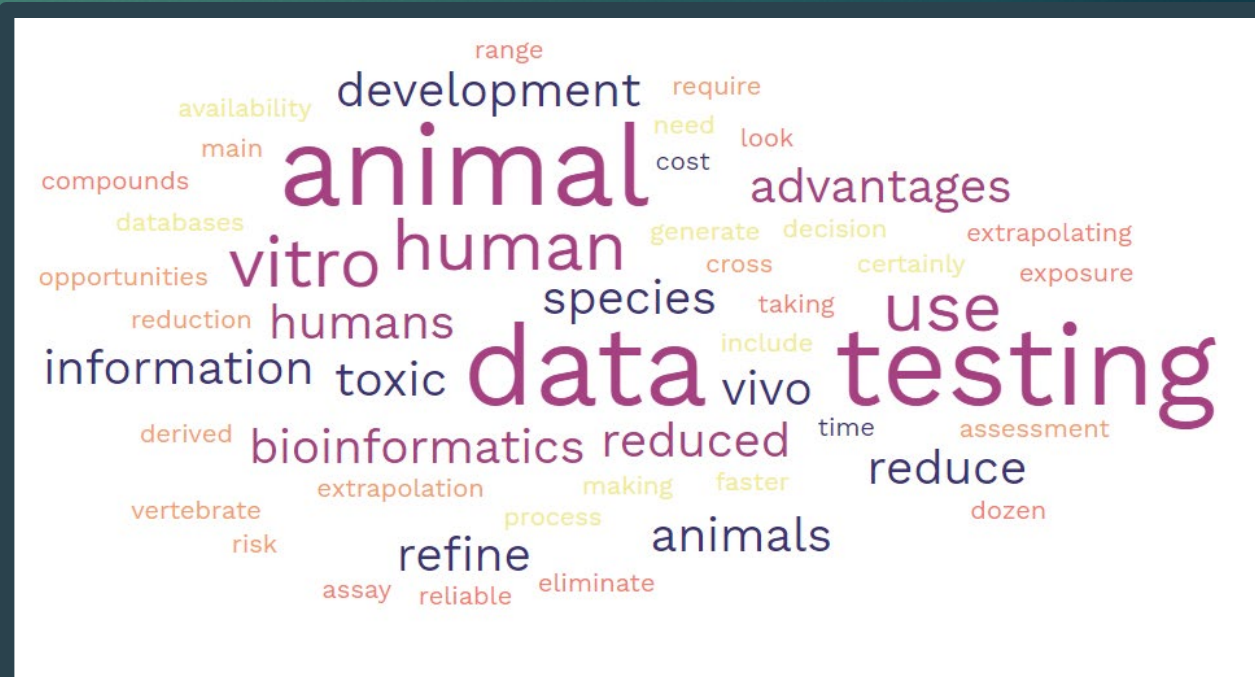 range
development require
availability need
main animal cost look
compounds advantages
databases human generate decision extrapolating
opportunities vitro cross certainly exposure
reduction humans species taking use
information toxic data include vivo testing
derived bioinformatics reduced time assessment
extrapolation making faster reduce
vertebrate process dozen
risk refine animals
assay reliable eliminate